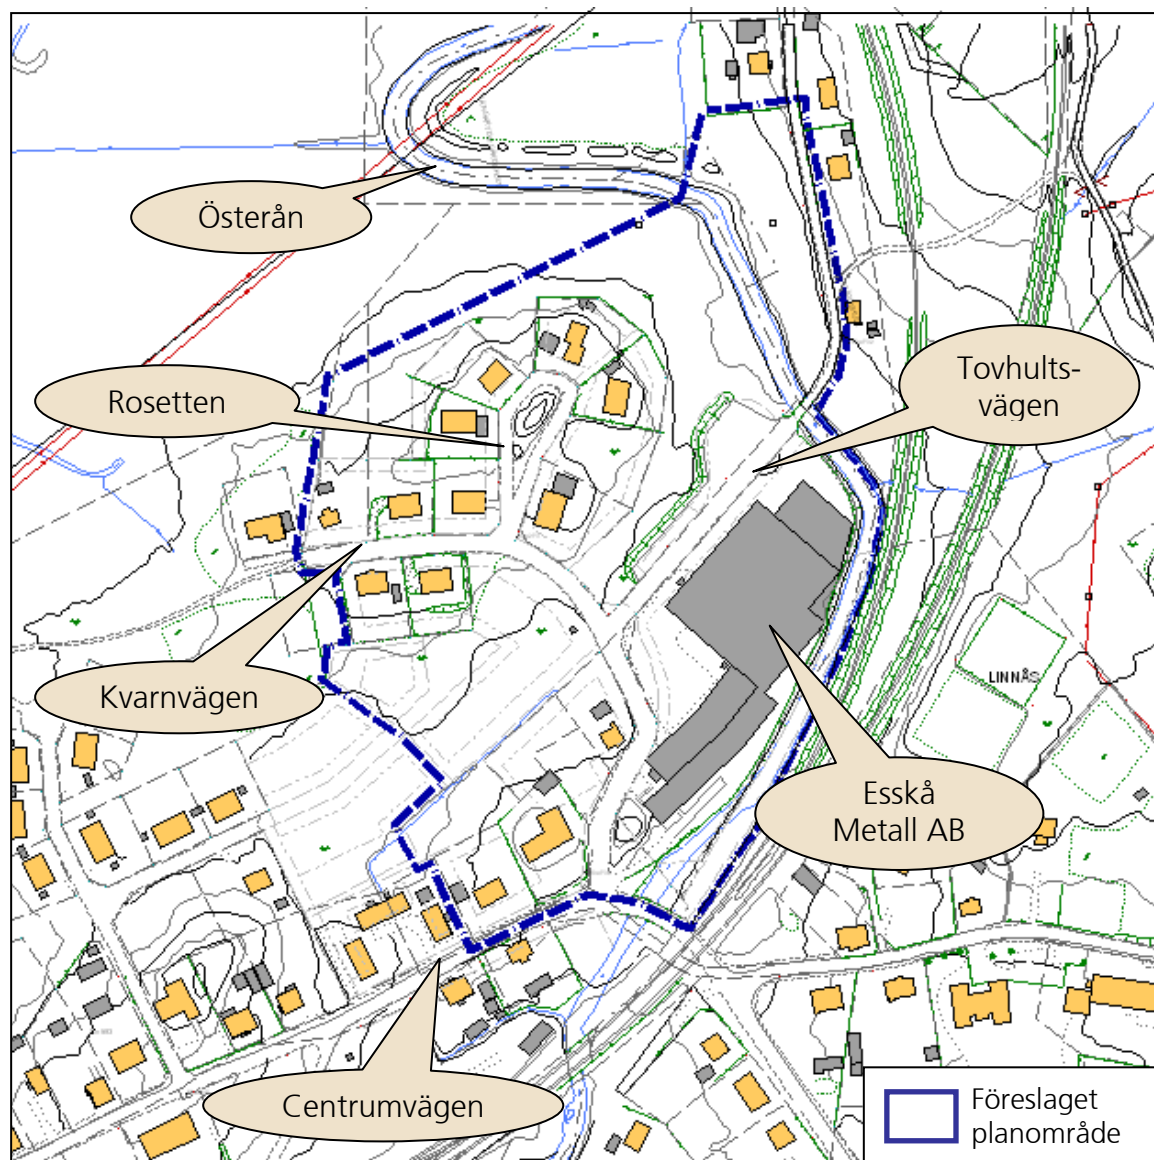 Österån
Tovhults-
vägen
Rosetten
LINNÅS
Kvarnvägen
Esskå
Metall AB
Centrumvägen
Föreslaget
planområde